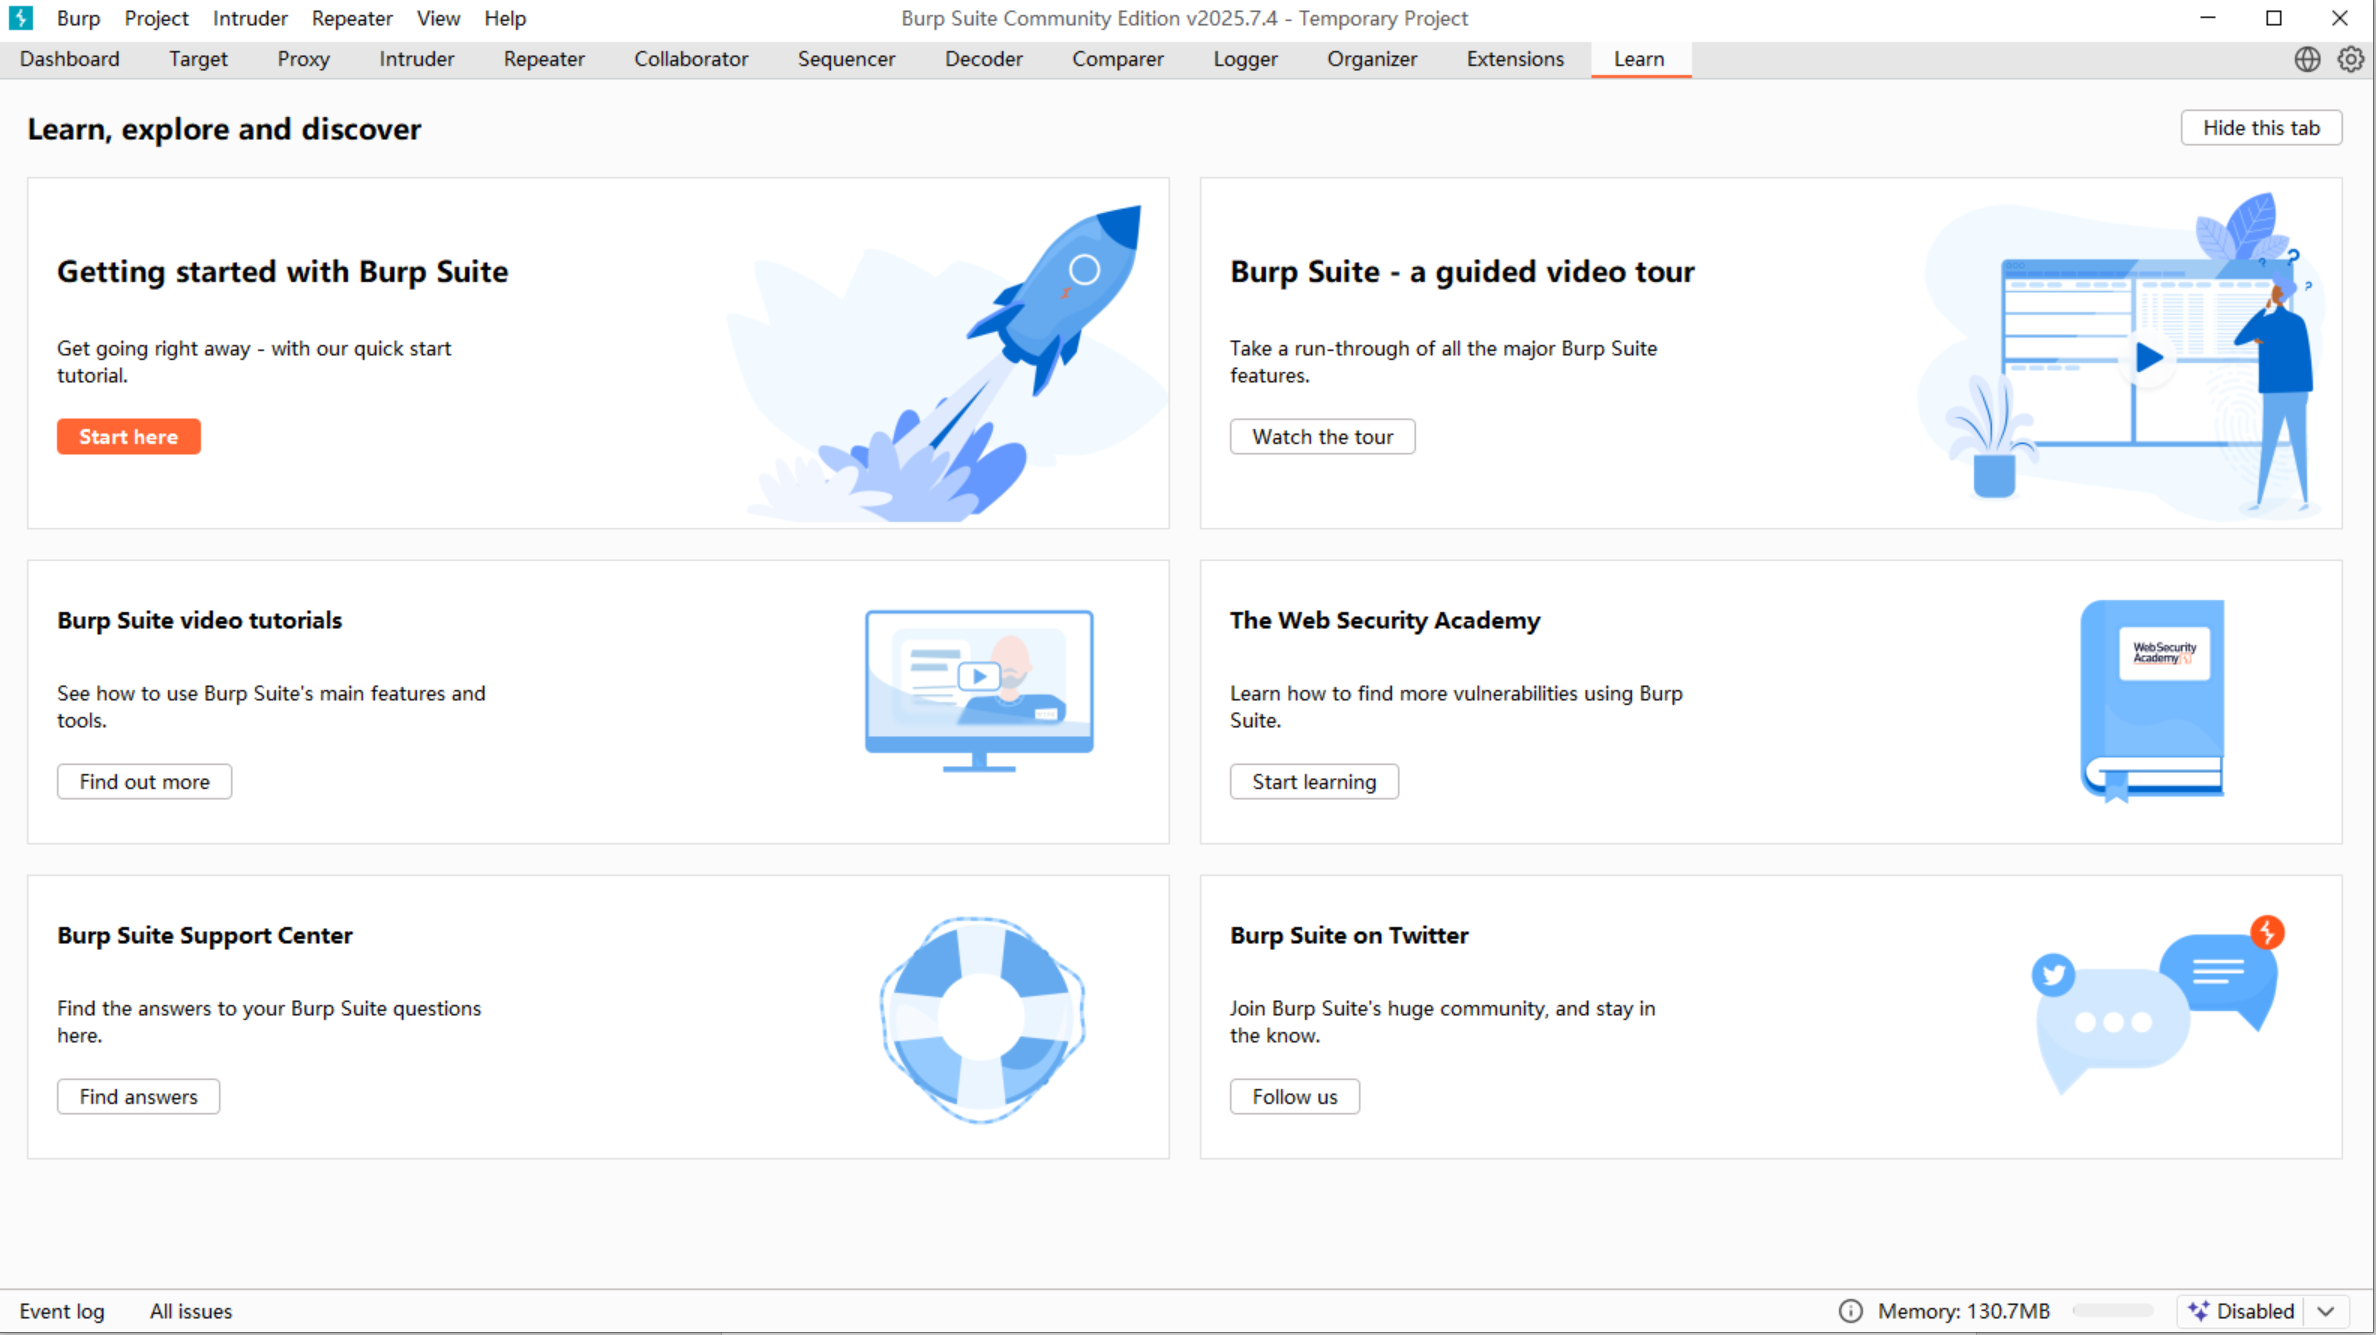 Burp Project Intruder Repeater View Help
Burp Suite Community Edition v2025.7.4 - Temporary Project
Dashboard Target Proxy Intruder Repeater Collaborator Sequencer Decoder Comparer Logger Organizer Extensions Learn
Learn, explore and discover
Hide this tab
Getting started with Burp Suite
Get going right away - with our quick start
tutorial.
Start here
Burp Suite - a guided video tour
Take a run-through of all the major Burp Suite
features.
Watch the tour
Burp Suite video tutorials
See how to use Burp Suite's main features and
tools.
Find out more
The Web Security Academy
Learn how to find more vulnerabilities using Burp
Suite.
Start learning
WebSecurity
Academy
Burp Suite Support Center
Find the answers to your Burp Suite questions
here.
Find answers
Burp Suite on Twitter
Join Burp Suite's huge community, and stay in
the know.
Follow us
Event log All issues
Memory: 130.7MB
Disabled